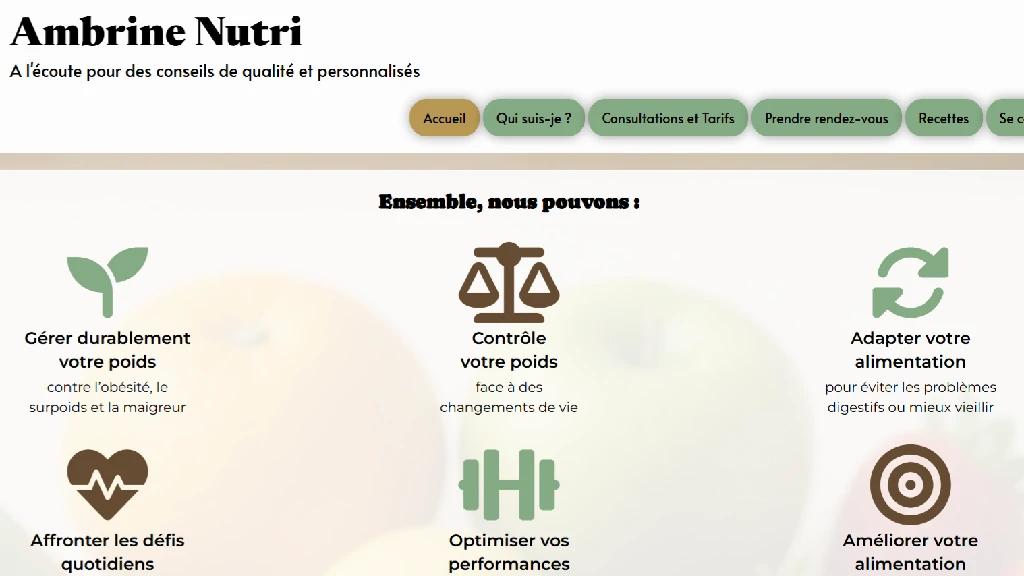 Ambrine Nutri
A l'écoute pour des conseils de qualité et personnalisés
Accueil
Qui suis-je ?
Consultations et Tarifs
Prendre rendez-vous
Recettes
Se c
Ensemble, nous pouvons :
Gérer durablement
votre poids
contre l'obésité, le
surpoids et la maigreur
Contrôle
votre poids
face à des
changements de vie
Adapter votre
alimentation
pour éviter les problèmes
digestifs ou mieux vieillir
Affronter les défis
quotidiens
Optimiser vos
performances
Améliorer votre
alimentation